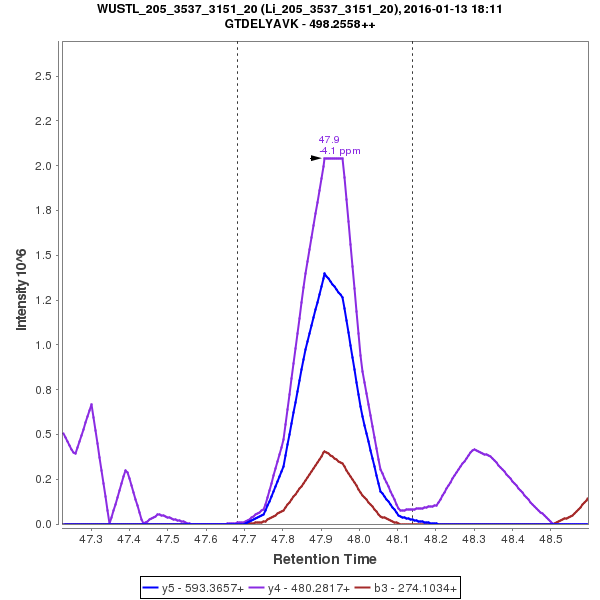 WUSTL_205_3537_3151_20 (Li_205_3537_3151_20), 2016-01-13 18:11
GTDELYAVK - 498.2558++
47.9
-4.1 ppm
Intensity 10^6
2.5
2.2
2.0
1.8
1.5
1.2
1.0
0.8
0.5
0.2
0.0
47.3 47.4 47.5 47.6 47.7 47.8 47.9 48.0 48.1 48.2 48.3 48.4 48.5
Retention Time
y5 - 593.3657+ y4 - 480.2817+ b3 - 274.1034+